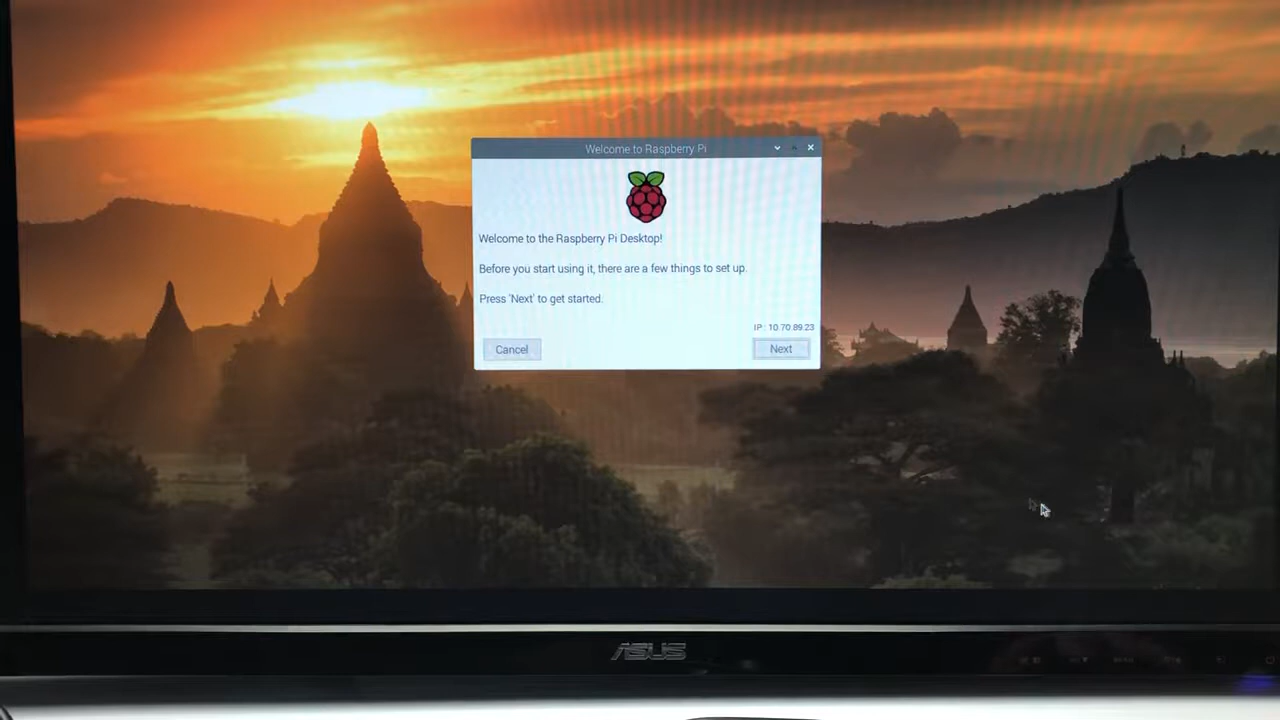 Welcome to Raspberry Pi
Welcome to the Raspberry Pi Desktop!
Before you start using it, there are a few things to set up.
Press 'Next' to get started.
IP : 10.70.89.23
Cancel
Next
ASUS